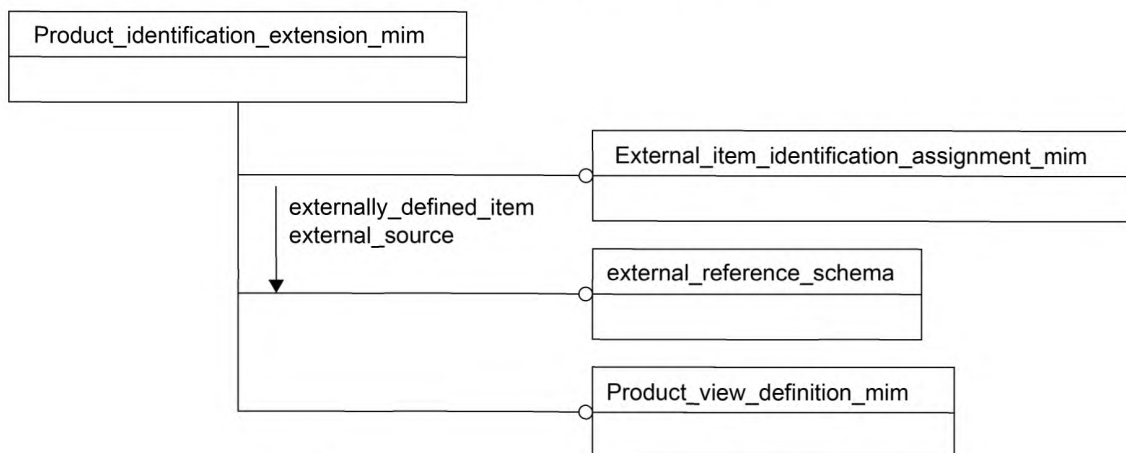 Product_identification_extension_mim
External_item_identification_assignment_mim
externally_defined_item
external_source
external_reference_schema
Product_view_definition_mim